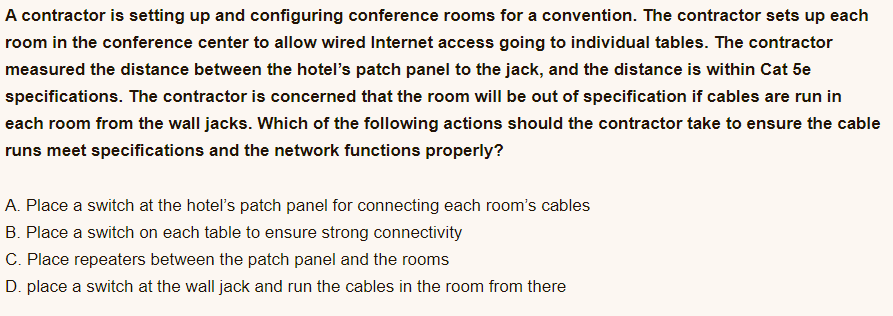 A contractor is setting up and configuring conference rooms for a convention. The contractor sets up each
room in the conference center to allow wired Internet access going to individual tables. The contractor
measured the distance between the hotel's patch panel to the jack, and the distance is within Cat 5e
specifications. The contractor is concerned that the room will be out of specification if cables are run in
each room from the wall jacks. Which of the following actions should the contractor take to ensure the cable
runs meet specifications and the network functions properly?
A. Place a switch at the hotel's patch panel for connecting each room's cables
B. Place a switch on each table to ensure strong connectivity
C. Place repeaters between the patch panel and the rooms
D. place a switch at the wall jack and run the cables in the room from there